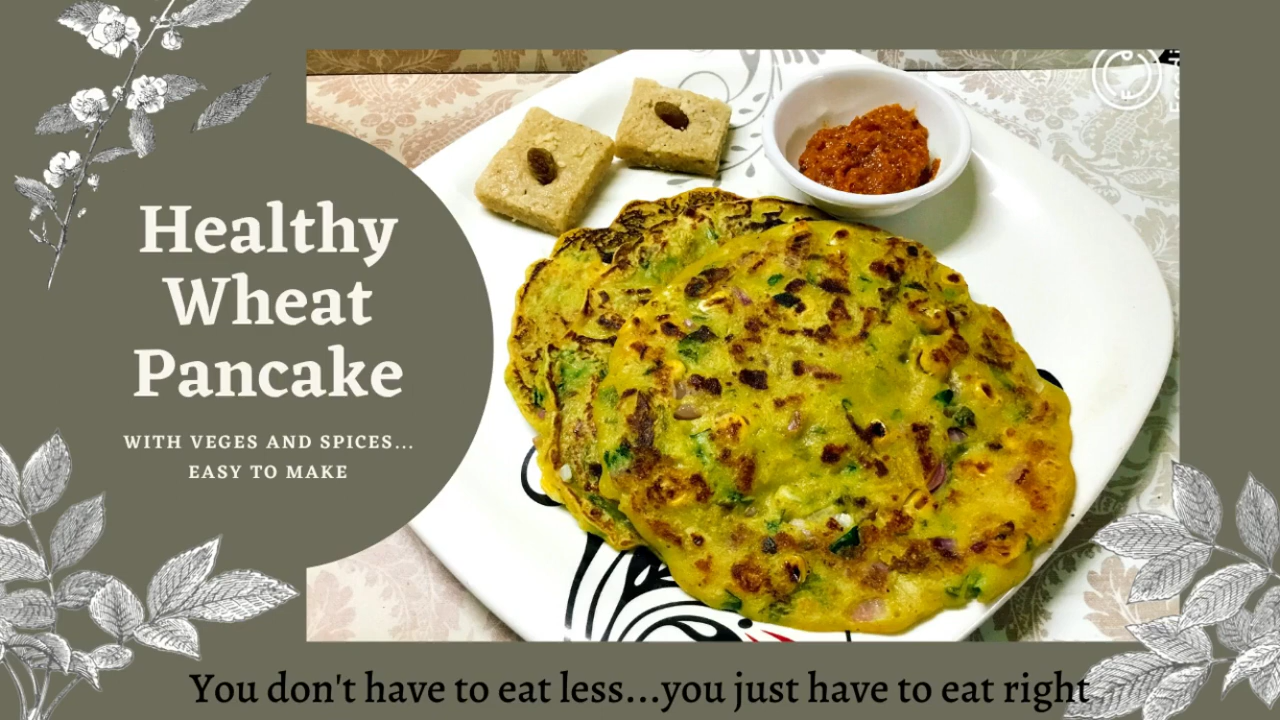 Healthy
Wheat
Pancake
WITH VEGES AND SPICES...
EASY TO MAKE
You don't have to eat less...you just have to eat right